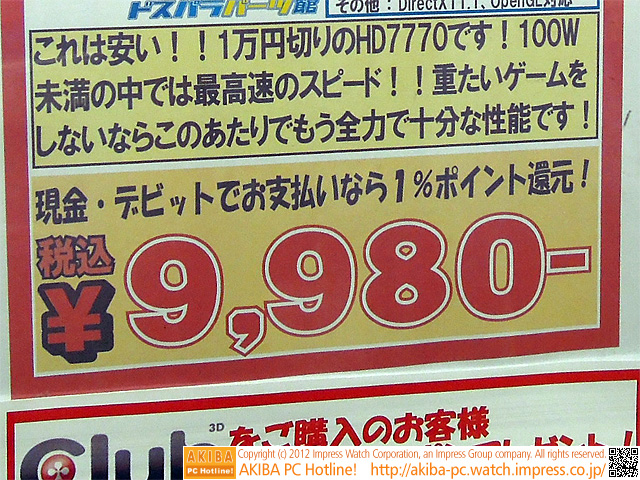 ドスパラパーツ館
その他：DirectX11.1、OpenGL対応
これは安い！！1万円切りのHD7770です！100W
未満の中では最高速のスピード！！重たいゲームを
しないならこのあたりでもう全力で十分な性能です！
現金・デビットでお支払いなら1％ポイント還元！
税込
¥9,980-
Club 3D
をご購入のお客様
プレゼント！
AKIBA PC Hotline!
Copyright (c) 2012 Impress Watch Corporation, an Impress Group company. All rights reserved.
AKIBA PC Hotline! http://akiba-pc.watch.impress.co.jp/